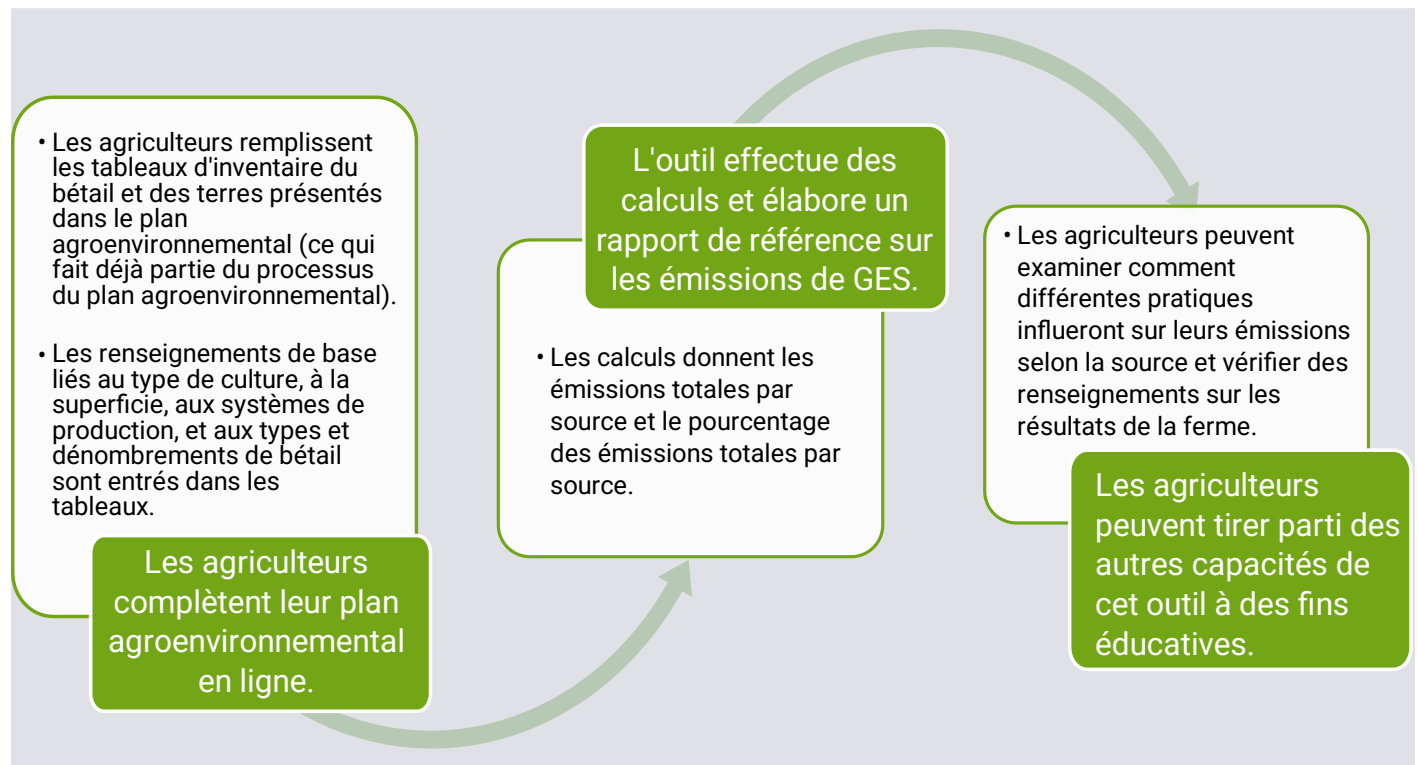 • Les agriculteurs remplissent
les tableaux d'inventaire du
bétail et des terres présentés
dans le plan
agroenvironnemental (ce qui
fait déjà partie du processus
du plan agroenvironnemental).
• Les renseignements de base
liés au type de culture, à la
superficie, aux systèmes de
production, et aux types et
dénombrements de bétail
sont entrés dans les
tableaux.
Les agriculteurs
complètent leur plan
agroenvironnemental
en ligne.
L'outil effectue des
calculs et élabore un
rapport de référence sur
les émissions de GES.
• Les calculs donnent les
émissions totales par
source et le pourcentage
des émissions totales par
source.
• Les agriculteurs peuvent
examiner comment
différentes pratiques
influeront sur leurs émissions
selon la source et vérifier des
renseignements sur les
résultats de la ferme.
Les agriculteurs
peuvent tirer parti des
autres capacités de
cet outil à des fins
éducatives.